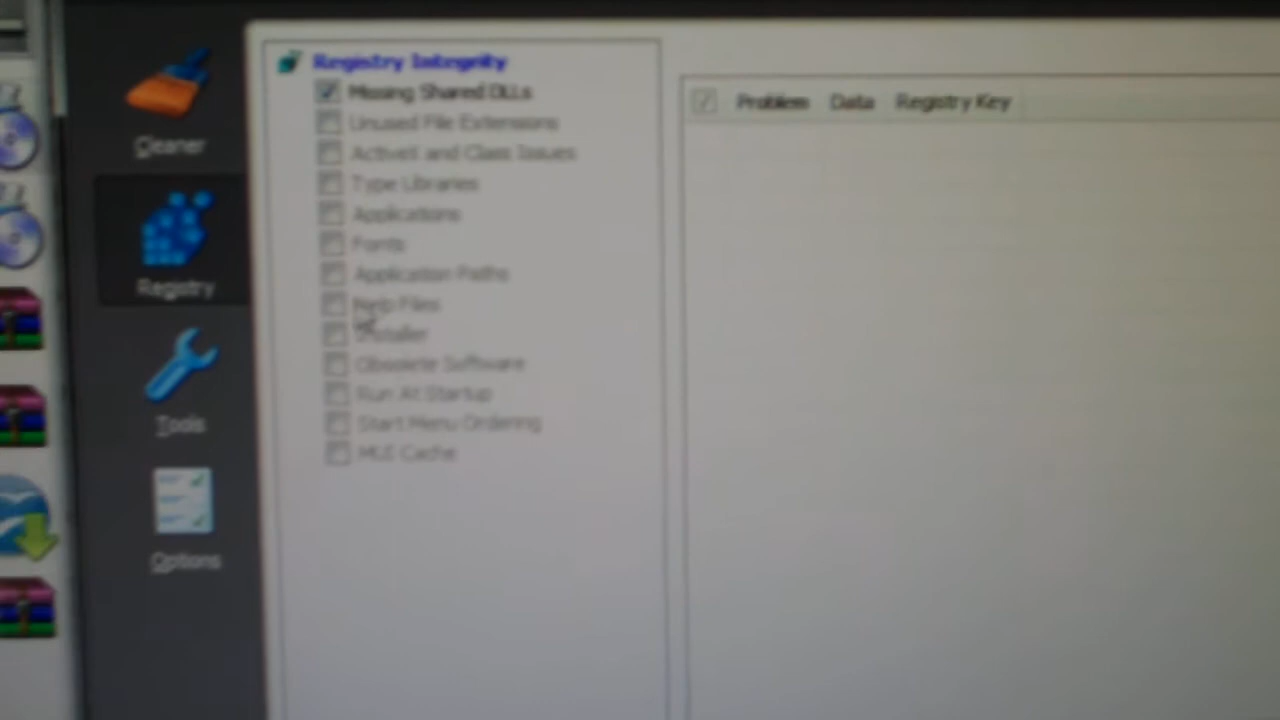 Registry Integrity
Missing Shared DLLs
Unused File Extensions
ActiveX and Class Issues
Type Libraries
Applications
Fonts
Application Paths
Help Files
Installer
Obsolete Software
Run At Startup
Start Menu Ordering
MUI Cache
Cleaner
Registry
Tools
Options
Problem Data Registry Key